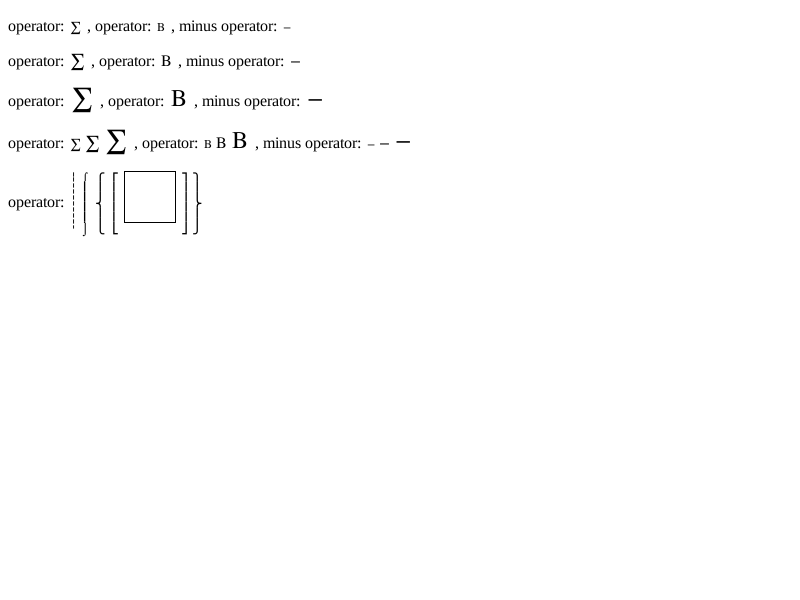 operator: ∑ , operator: B , minus operator: −
operator: ∑ , operator: B , minus operator: −
operator: ∑ , operator: B , minus operator: −
operator: ∑ ∑ ∑ , operator: B B B , minus operator: − − −
operator: ¦ ∫ { [ □ ] }